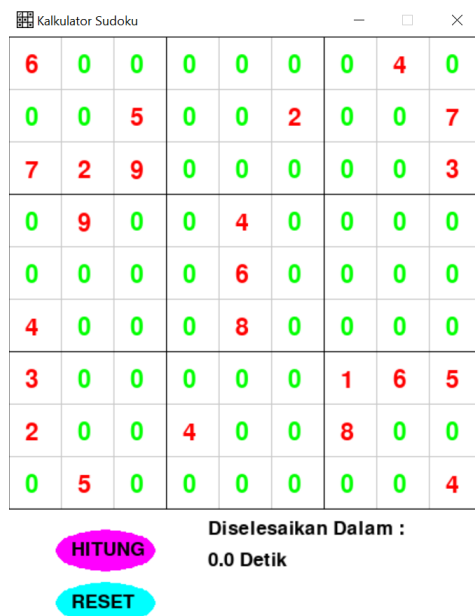 Kalkulator Sudoku
6 0 0 0 0 0 0 4 0
0 0 5 0 0 2 0 0 7
7 2 9 0 0 0 0 0 3
0 9 0 0 4 0 0 0 0
0 0 0 0 6 0 0 0 0
4 0 0 0 8 0 0 0 0
3 0 0 0 0 0 1 6 5
2 0 0 4 0 0 8 0 0
0 5 0 0 0 0 0 0 4
Diselesaikan Dalam :
HITUNG
0.0 Detik
RESET